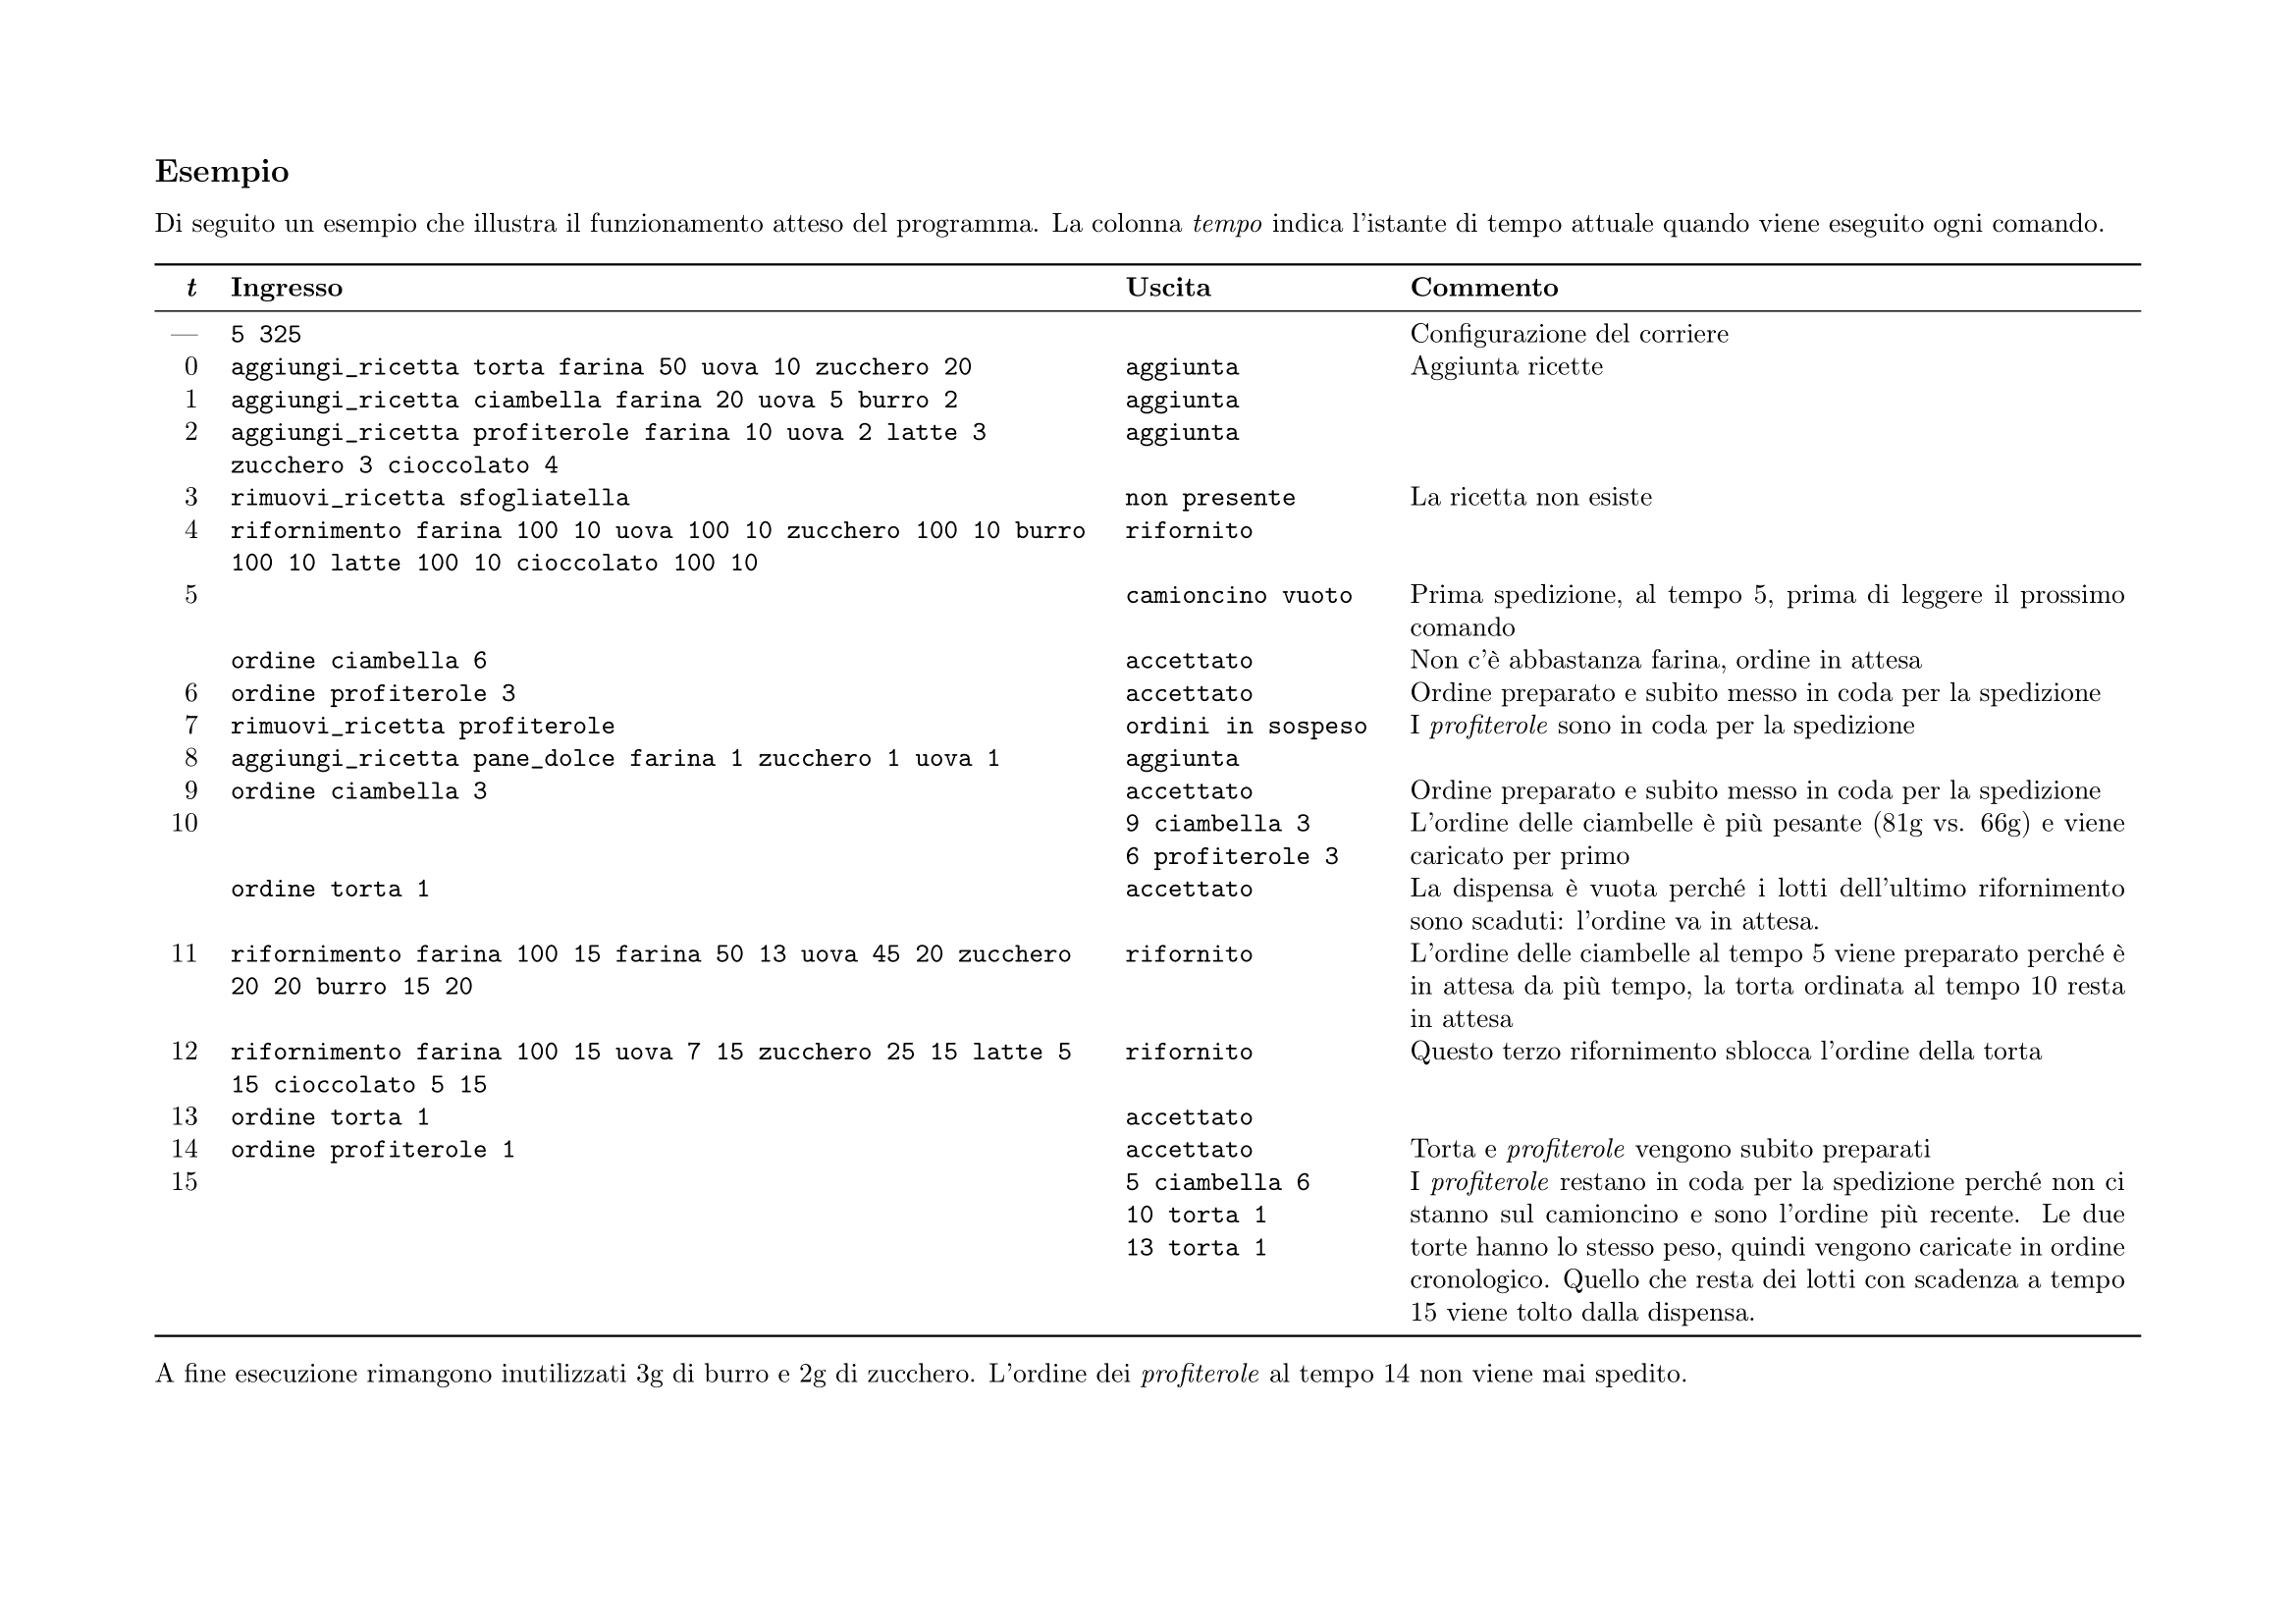 Esempio
Di seguito un esempio che illustra il funzionamento atteso del programma. La colonna tempo indica l'istante di tempo attuale quando viene eseguito ogni comando.
t Ingresso Uscita Commento
— 5 325 Configurazione del corriere
0 aggiungi_ricetta torta farina 50 uova 10 zucchero 20 aggiunta Aggiunta ricette
1 aggiungi_ricetta ciambella farina 20 uova 5 burro 2 aggiunta
2 aggiungi_ricetta profiterole farina 10 uova 2 latte 3 aggiunta
zucchero 3 cioccolato 4
3 rimuovi_ricetta sfogliatella non presente La ricetta non esiste
4 rifornimento farina 100 10 uova 100 10 zucchero 100 10 burro rifornito
100 10 latte 100 10 cioccolato 100 10
5 camioncino vuoto Prima spedizione, al tempo 5, prima di leggere il prossimo
comando
ordine ciambella 6 accettato Non c'è abbastanza farina, ordine in attesa
6 ordine profiterole 3 accettato Ordine preparato e subito messo in coda per la spedizione
7 rimuovi_ricetta profiterole ordini in sospeso I profiterole sono in coda per la spedizione
8 aggiungi_ricetta pane_dolce farina 1 zucchero 1 uova 1 aggiunta
9 ordine ciambella 3 accettato Ordine preparato e subito messo in coda per la spedizione
10 9 ciambella 3 L'ordine delle ciambelle è più pesante (81g vs. 66g) e viene
6 profiterole 3 caricato per primo
ordine torta 1 accettato La dispensa è vuota perché i lotti dell'ultimo rifornimento
sono scaduti: l'ordine va in attesa.
11 rifornimento farina 100 15 farina 50 13 uova 45 20 zucchero rifornito L'ordine delle ciambelle al tempo 5 viene preparato perché è
20 20 burro 15 20 in attesa da più tempo, la torta ordinata al tempo 10 resta
in attesa
12 rifornimento farina 100 15 uova 7 15 zucchero 25 15 latte 5 rifornito Questo terzo rifornimento sblocca l'ordine della torta
15 cioccolato 5 15
13 ordine torta 1 accettato
14 ordine profiterole 1 accettato Torta e profiterole vengono subito preparati
15 5 ciambella 6 I profiterole restano in coda per la spedizione perché non ci
10 torta 1 stanno sul camioncino e sono l'ordine più recente. Le due
13 torta 1 torte hanno lo stesso peso, quindi vengono caricate in ordine
cronologico. Quello che resta dei lotti con scadenza a tempo
15 viene tolto dalla dispensa.
A fine esecuzione rimangono inutilizzati 3g di burro e 2g di zucchero. L'ordine dei profiterole al tempo 14 non viene mai spedito.